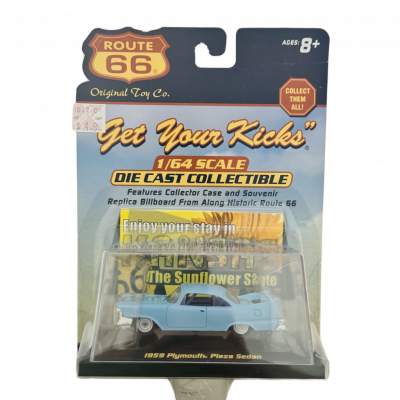 ROUTE
66
Original Toy Co.
AGES: 8+
COLLECT
THEM
ALL!
"Get Your Kicks"
1/64 SCALE
DIE CAST COLLECTIBLE
Features Collector Case and Souvenir
Replica Billboard From Along Historic Route 66
Enjoy your stay in
The Sunflower State
1959 Plymouth Plaza Sedan